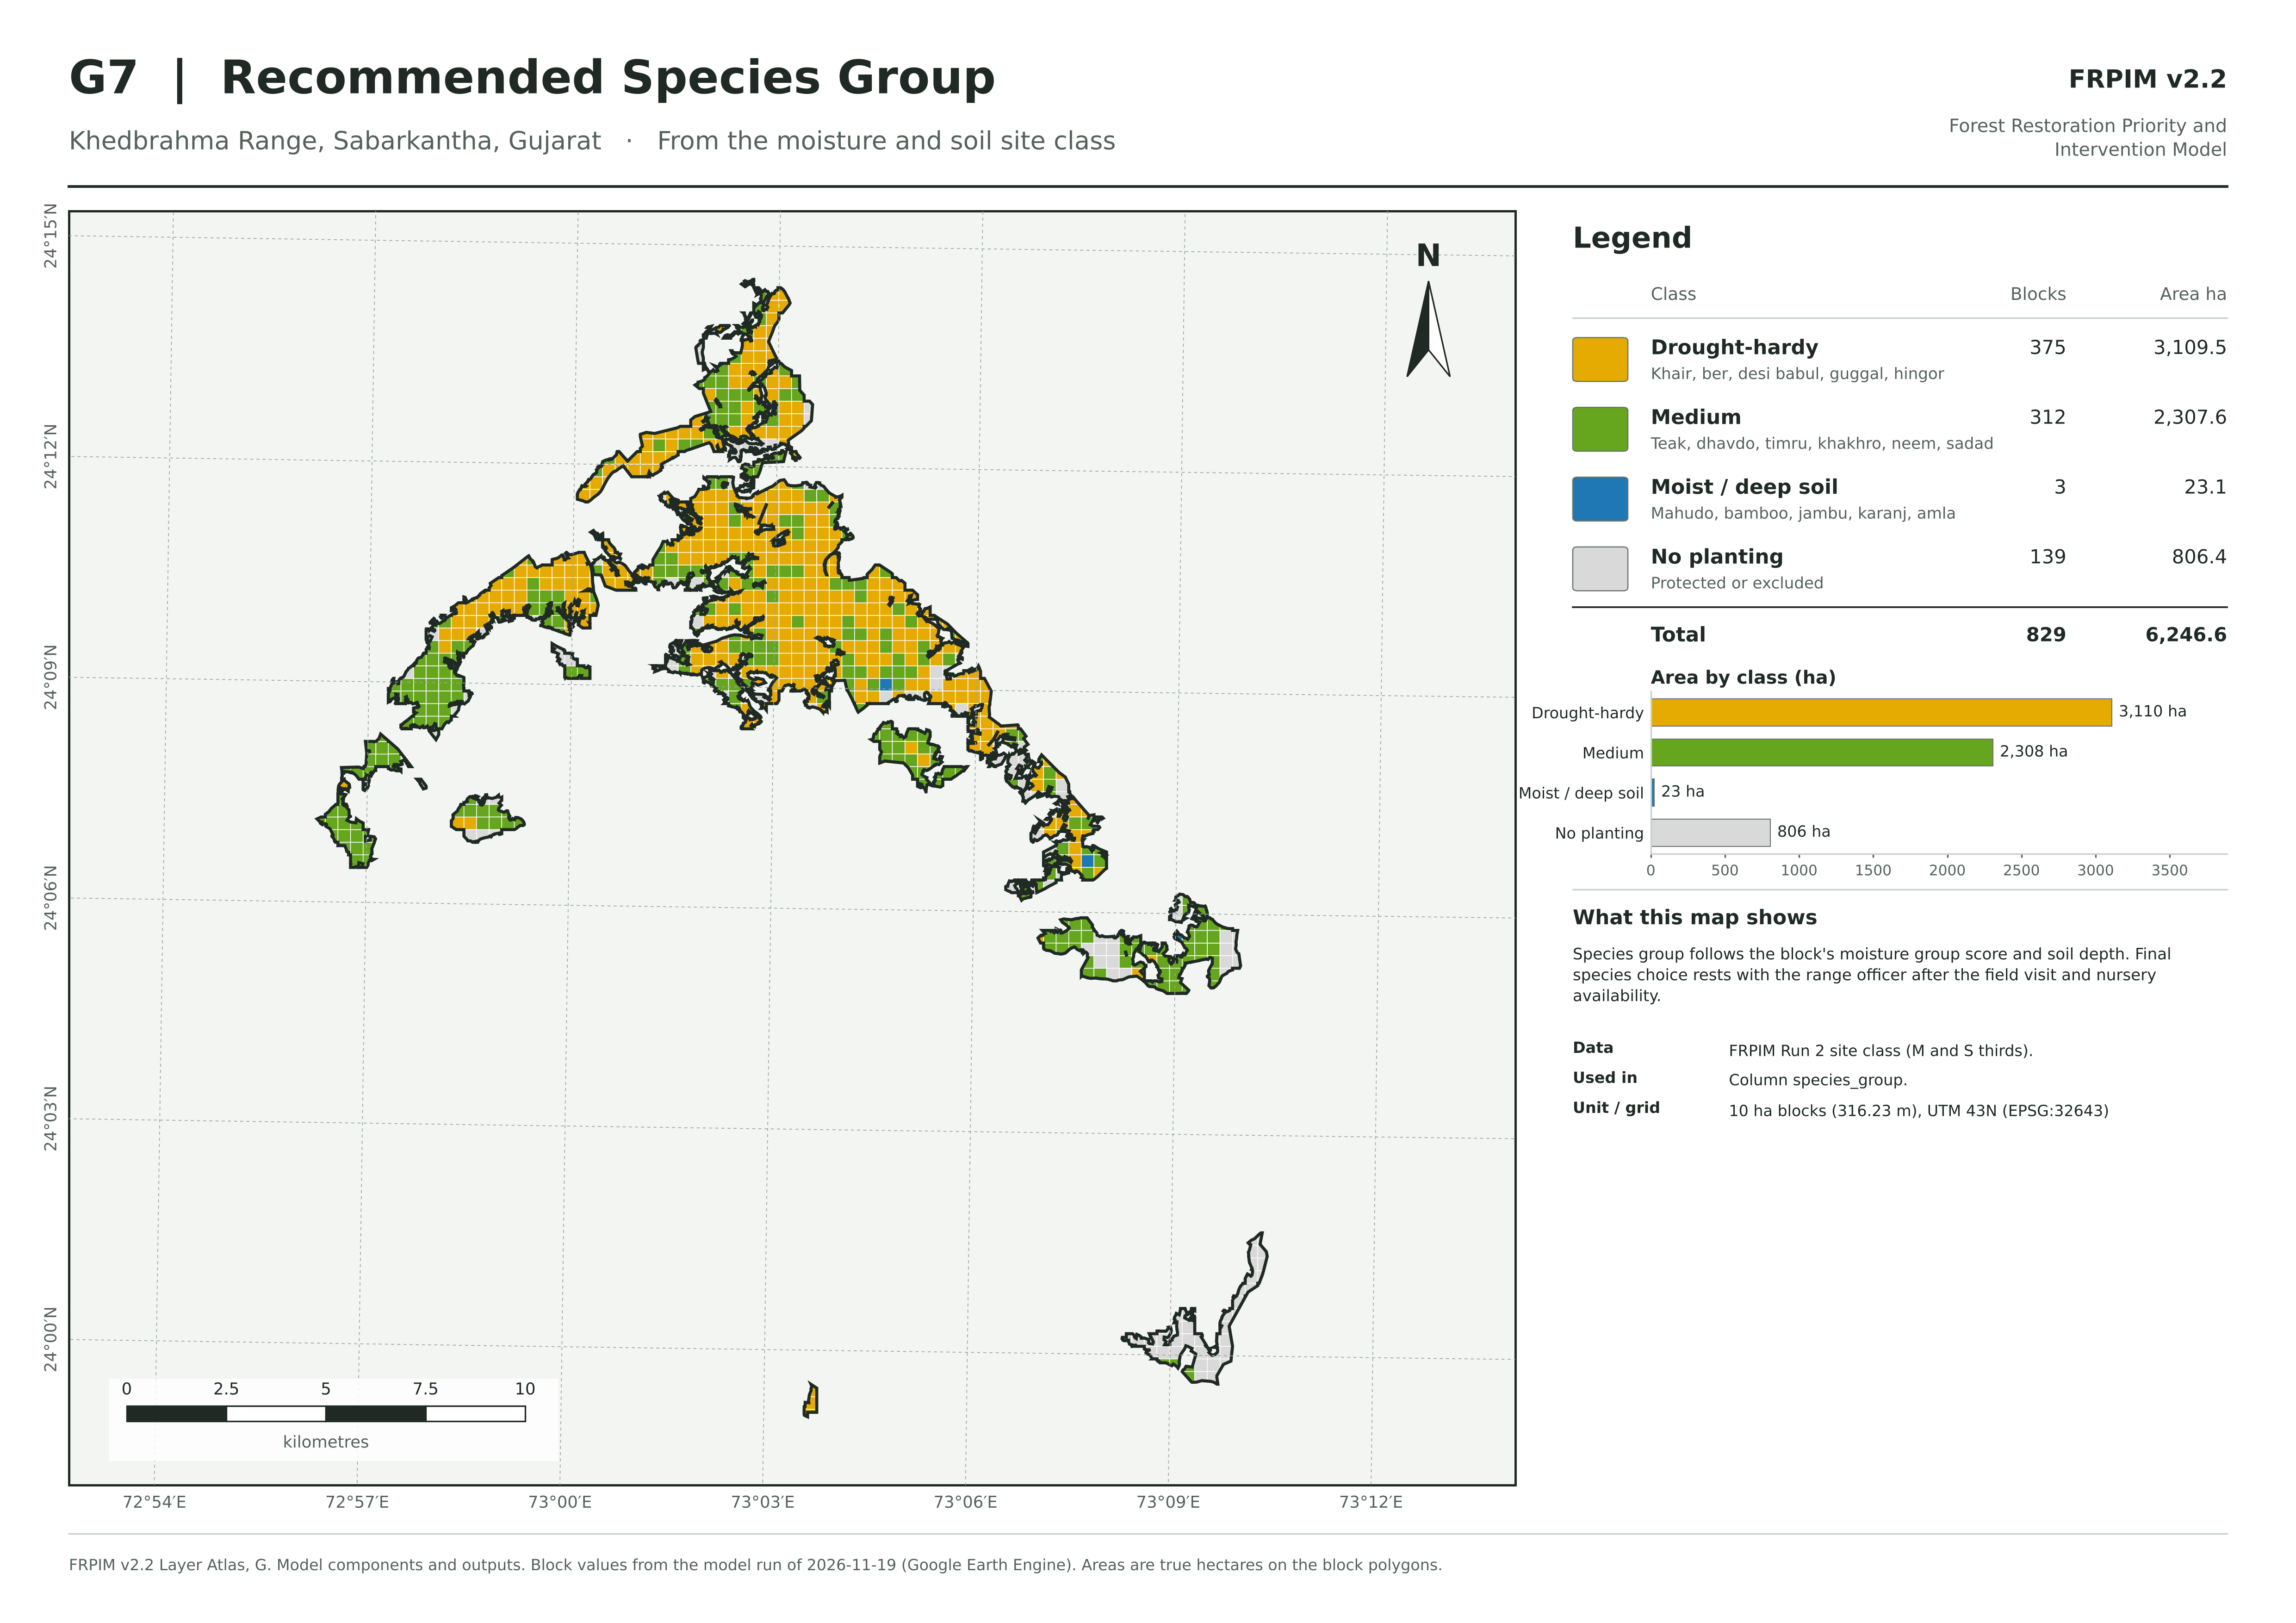 G7 | Recommended Species Group
FRPIM v2.2
Khedbrahma Range, Sabarkantha, Gujarat · From the moisture and soil site class
Forest Restoration Priority and
Intervention Model
24°15′N
24°12′N
24°09′N
24°06′N
24°03′N
24°00′N
N
0 2.5 5 7.5 10
kilometres
72°54′E 72°57′E 73°00′E 73°03′E 73°06′E 73°09′E 73°12′E
Legend
Class Blocks Area ha
Drought-hardy 375 3,109.5
Khair, ber, desi babul, guggal, hingor
Medium 312 2,307.6
Teak, dhavdo, timru, khakhro, neem, sadad
Moist / deep soil 3 23.1
Mahudo, bamboo, jambu, karanj, amla
No planting 139 806.4
Protected or excluded
Total 829 6,246.6
Area by class (ha)
Drought-hardy 3,110 ha
Medium 2,308 ha
Moist / deep soil 23 ha
No planting 806 ha
0 500 1000 1500 2000 2500 3000 3500
What this map shows
Species group follows the block's moisture group score and soil depth. Final
species choice rests with the range officer after the field visit and nursery
availability.
Data FRPIM Run 2 site class (M and S thirds).
Used in Column species_group.
Unit / grid 10 ha blocks (316.23 m), UTM 43N (EPSG:32643)
FRPIM v2.2 Layer Atlas, G. Model components and outputs. Block values from the model run of 2026-11-19 (Google Earth Engine). Areas are true hectares on the block polygons.